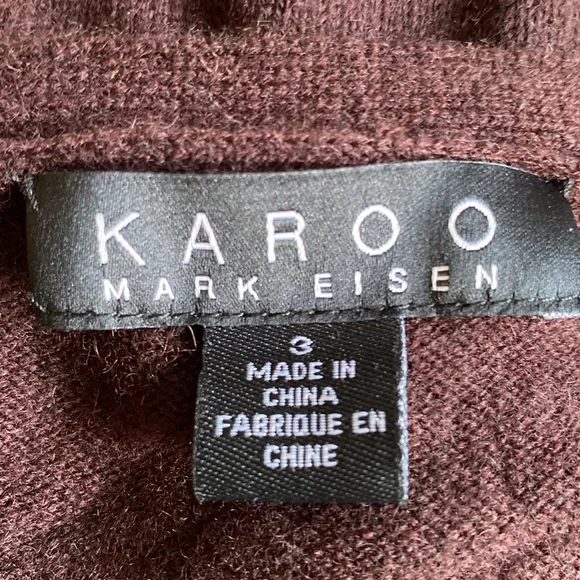 KAROO
MARK EISEN
3
MADE IN
CHINA
FABRIQUE EN
CHINE